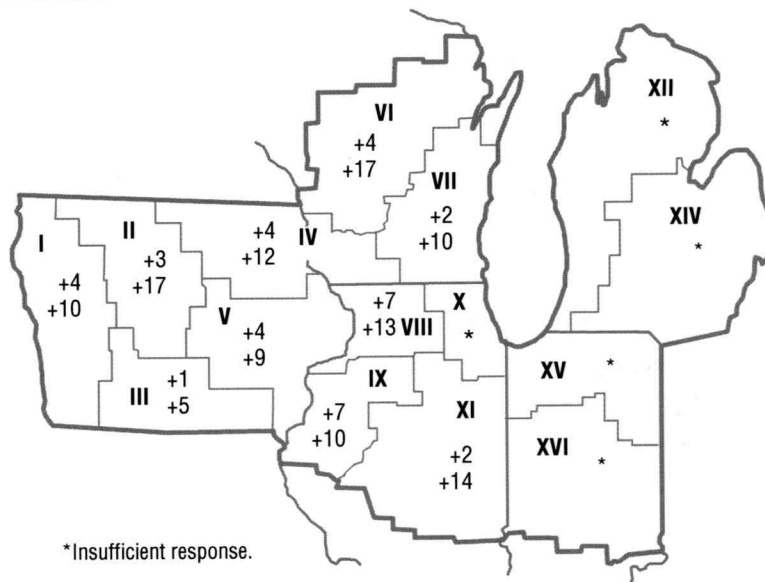 XII
*
VI
+4
+17
VII
+2
+10
XIV
*
I
+4
+10
II
+3
+17
+4
+12
IV
V
+4
+9
+7
+13 VIII
X
*
III
+1
+5
IX
+7
+10
XI
+2
+14
XV
*
XVI
*
*Insufficient response.